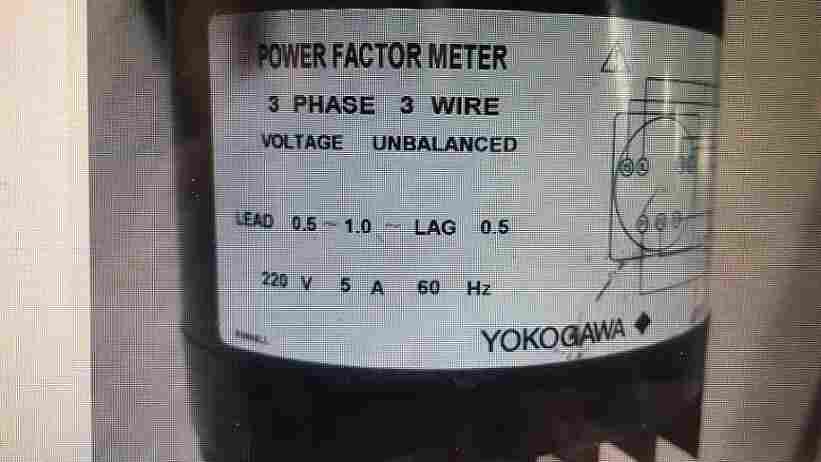 POWER FACTOR METER
3 PHASE 3 WIRE
VOLTAGE UNBALANCED
LEAD 0.5 ~ 1.0 ~ LAG 0.5
220 V 5 A 60 Hz
YOKOGAWA